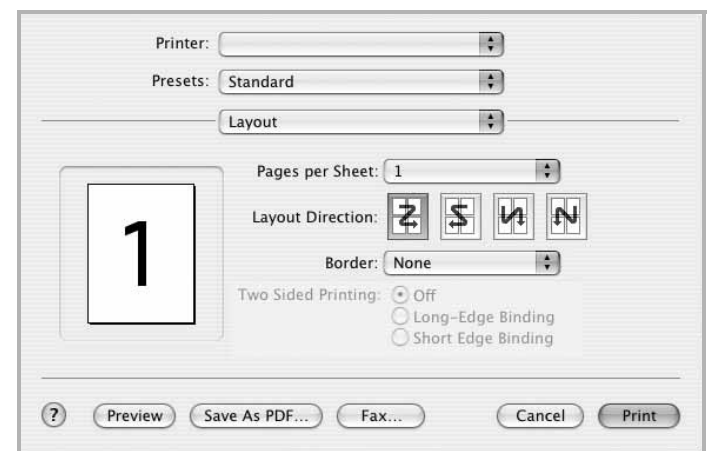 Printer:
Presets: Standard
Layout
Pages per Sheet: 1
Layout Direction:
1
Border: None
Two Sided Printing: Off
Long-Edge Binding
Short Edge Binding
? Preview Save As PDF... Fax... Cancel Print